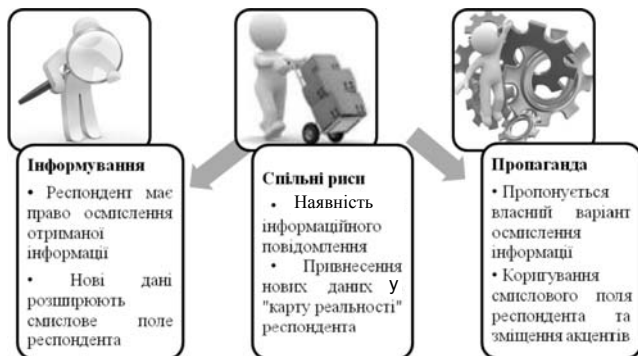 Інформування
• Респондент має
право осмислення
отриманої
інформації
• Нові дані
розширюють
смислове поле
респондента
Спільні риси
• Наявність
інформаційного
повідомлення
• Привнесення
нових даних у
"карту реальності"
респондента
Пропаганда
• Пропонується
власний варіант
осмислення
інформації
• Коригування
смислового поля
респондента та
зміщення акцентів